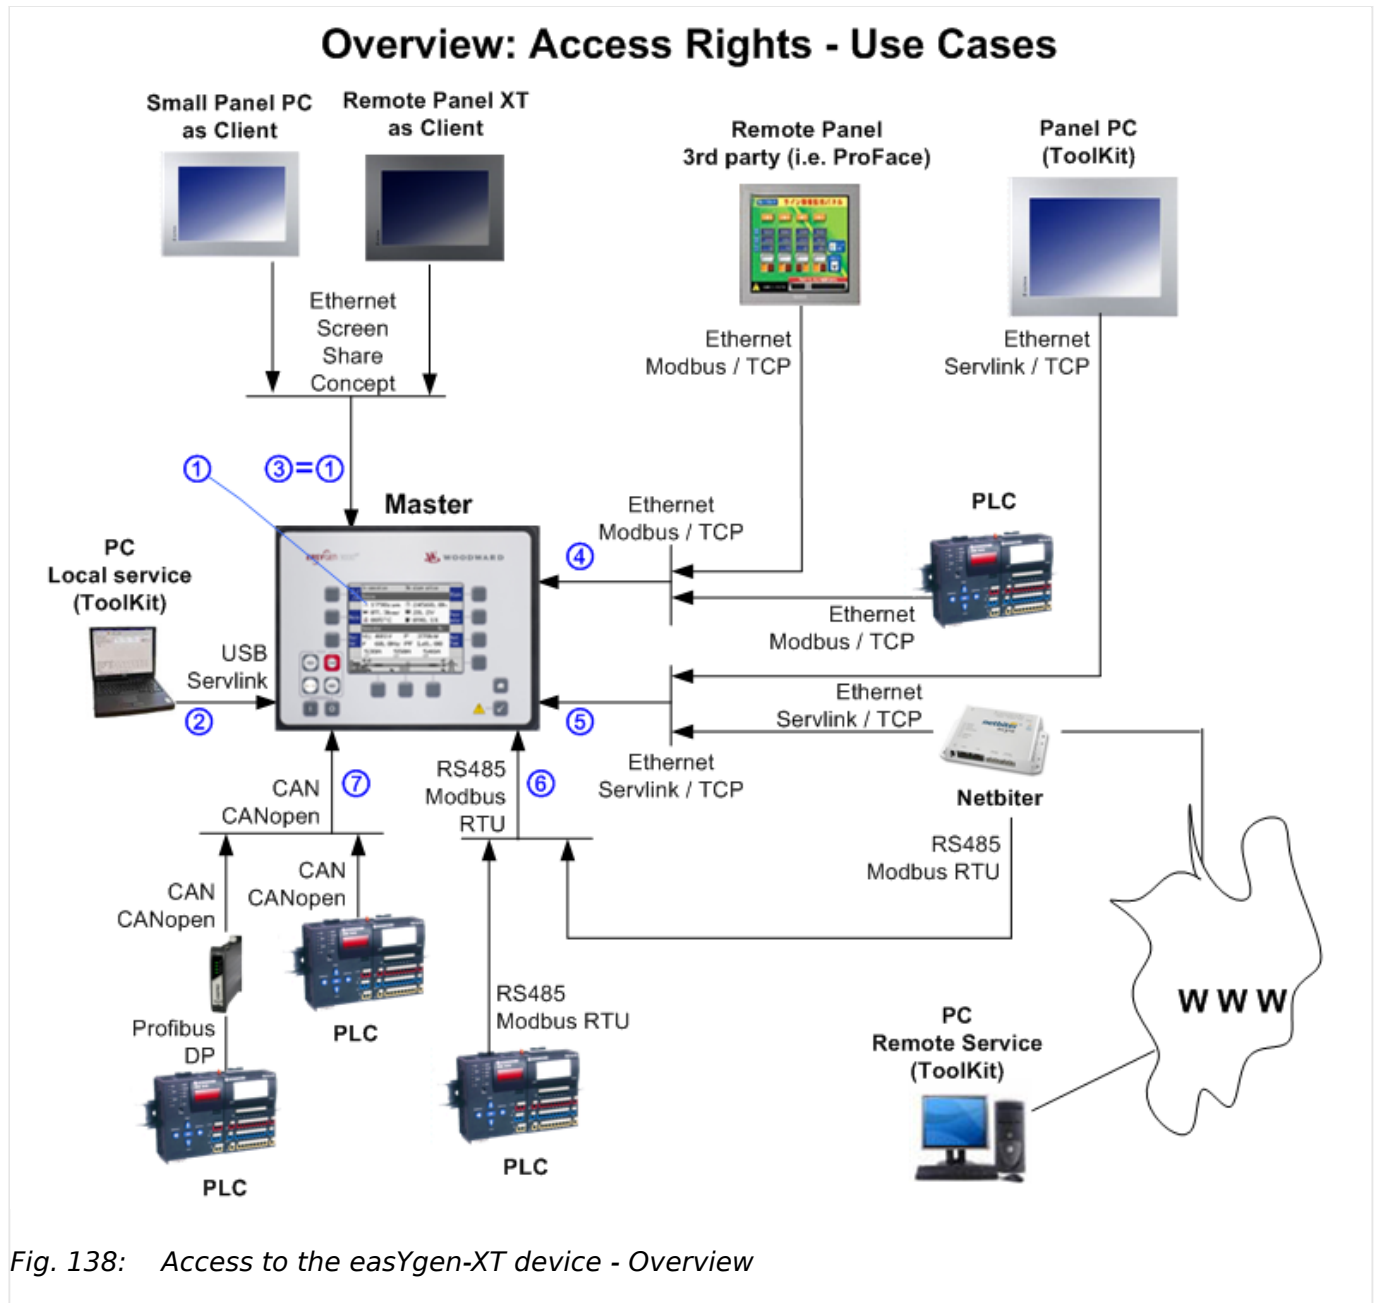 Overview: Access Rights - Use Cases
Small Panel PC
as Client
Remote Panel XT
as Client
Remote Panel
3rd party (i.e. ProFace)
Panel PC
(ToolKit)
Ethernet
Screen
Share
Concept
Ethernet
Modbus / TCP
Ethernet
Servlink / TCP
1
3=1
Master
Ethernet
Modbus / TCP
4
PLC
PC
Local service
(ToolKit)
WOODWARD
Ethernet
Modbus / TCP
USB
Servlink
2
5
Ethernet
Servlink / TCP
netbiter
Ethernet
Servlink / TCP
Netbiter
CAN
CANopen
7
RS485
Modbus
RTU
6
RS485
Modbus RTU
CAN
CANopen
CAN
CANopen
PLC
Profibus
DP
PLC
RS485
Modbus RTU
PLC
W W W
PC
Remote Service
(ToolKit)
Fig. 138: Access to the easYgen-XT device - Overview